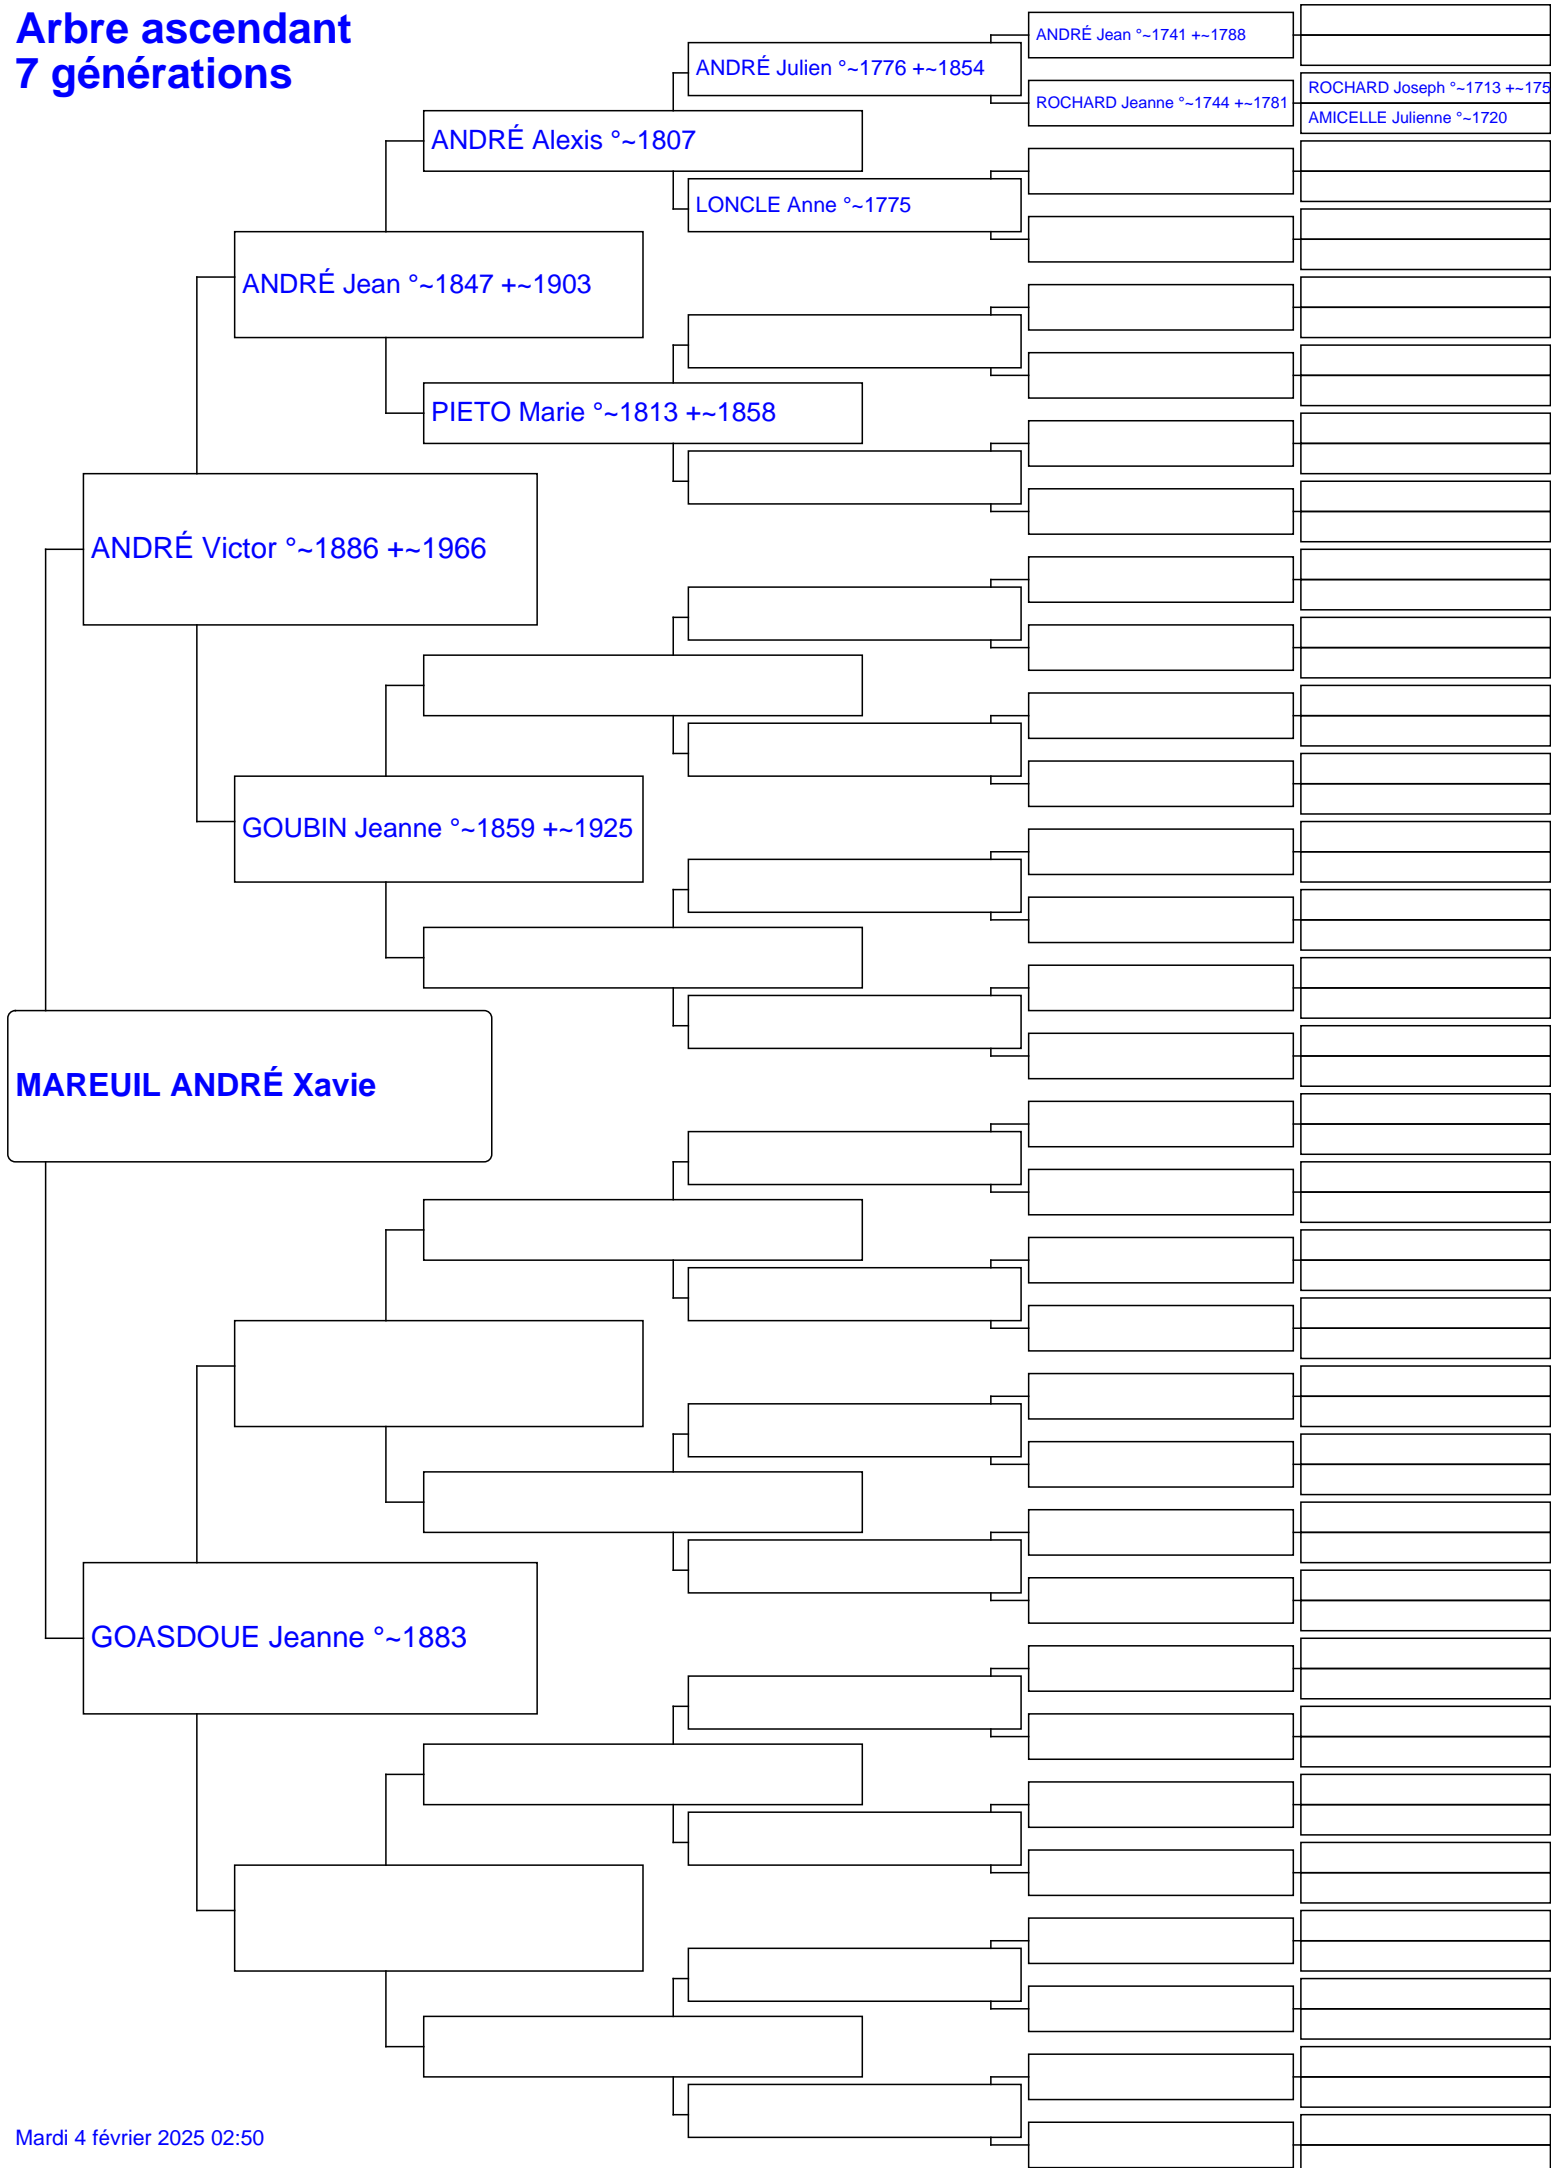 Arbre ascendant
7 générations
ANDRÉ Jean °~1741 +~1788
ANDRÉ Julien °~1776 +~1854
ROCHARD Joseph °~1713 +~175
ROCHARD Jeanne °~1744 +~1781
AMICELLE Julienne °~1720
ANDRÉ Alexis °~1807
LONCLE Anne °~1775
ANDRÉ Jean °~1847 +~1903
PIETO Marie °~1813 +~1858
ANDRÉ Victor °~1886 +~1966
GOUBIN Jeanne °~1859 +~1925
MAREUIL ANDRÉ Xavie
GOASDOUE Jeanne °~1883
Mardi 4 février 2025 02:50